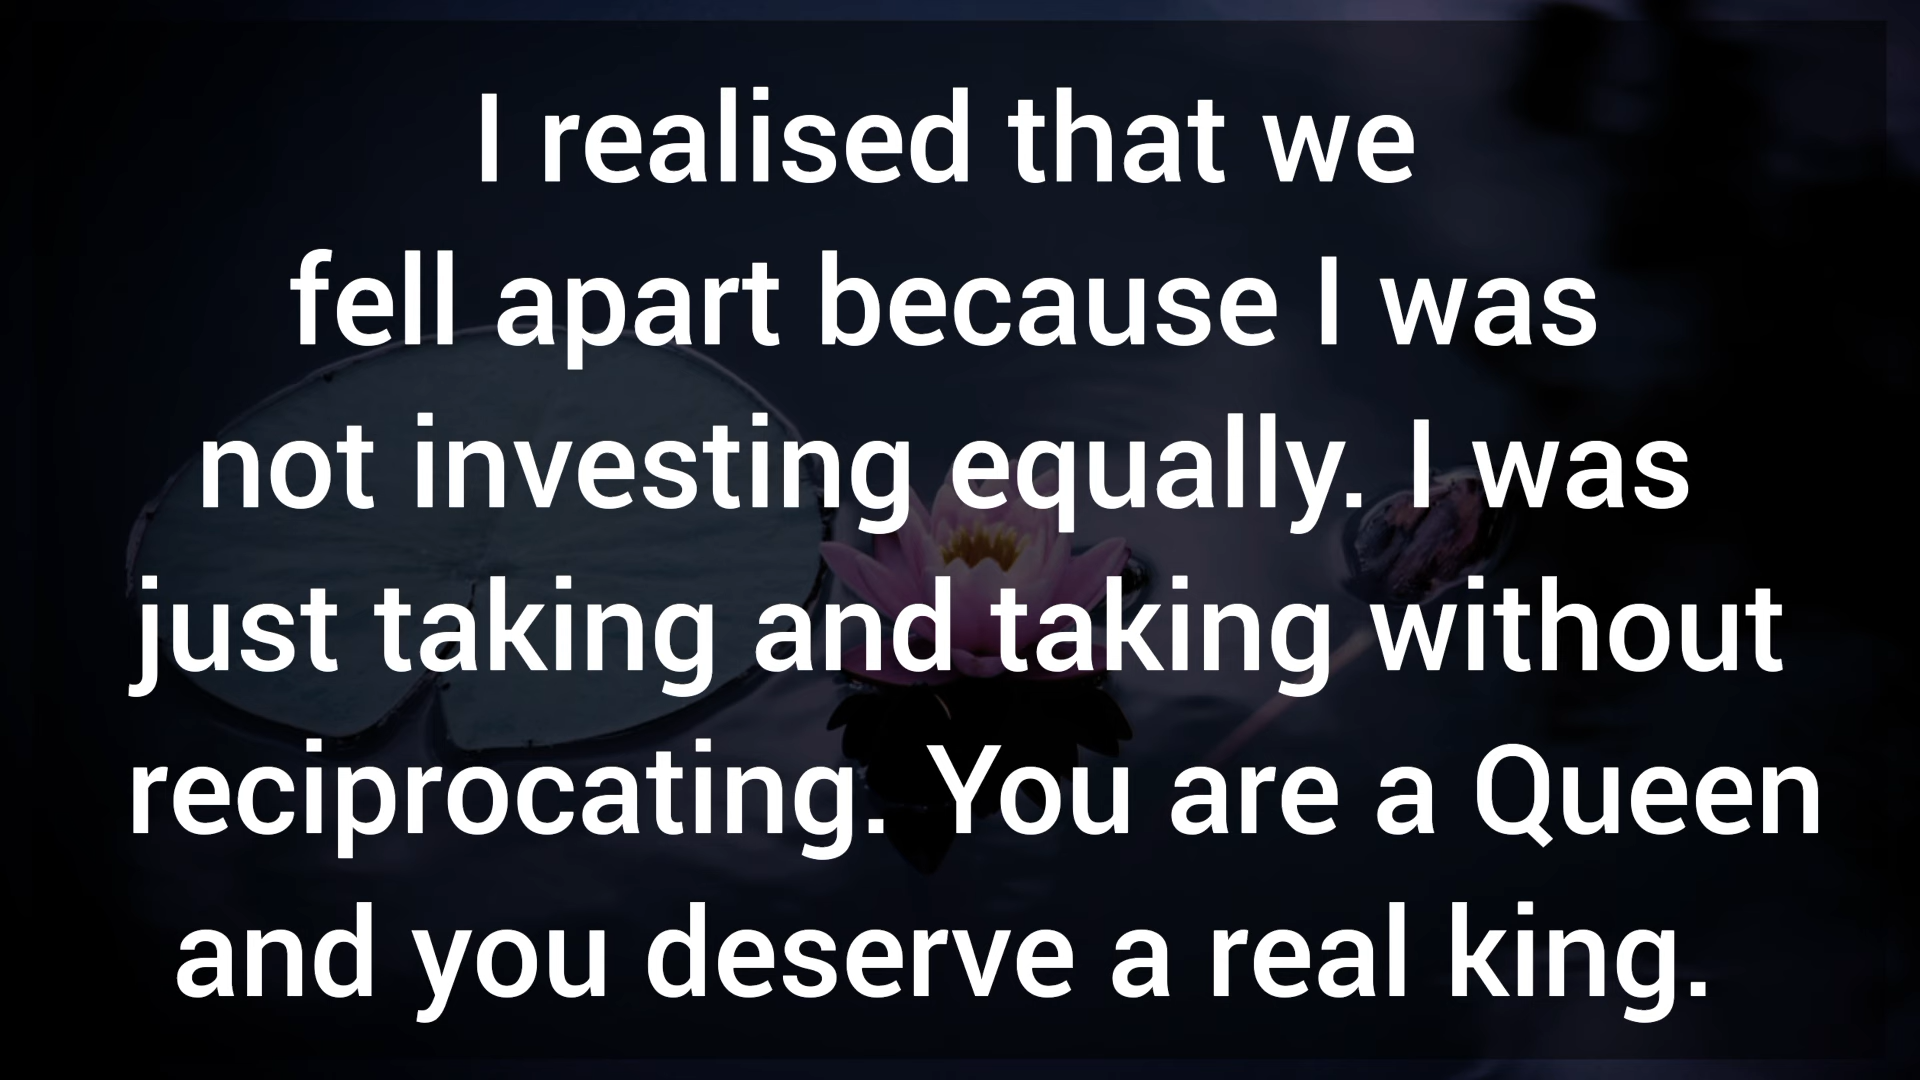 I realised that we
fell apart because I was
not investing equally. I was
just taking and taking without
reciprocating. You are a Queen
and you deserve a real king.